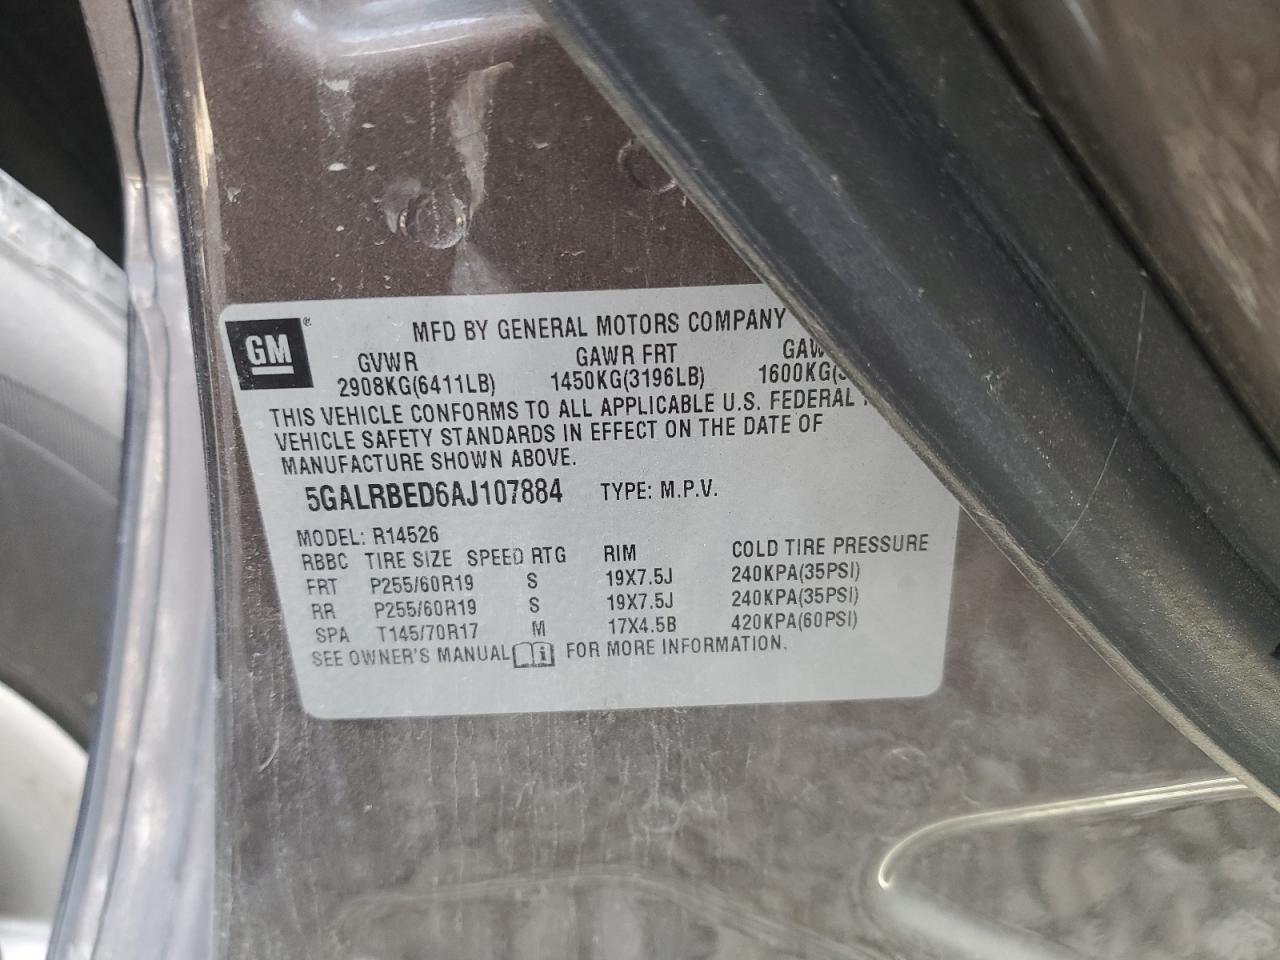 GM ®
MFD BY GENERAL MOTORS COMPANY
GVWR GAWR FRT
2908KG(6411LB) 1450KG(3196LB) 1600KG(
THIS VEHICLE CONFORMS TO ALL APPLICABLE U.S. FEDERAL
VEHICLE SAFETY STANDARDS IN EFFECT ON THE DATE OF
MANUFACTURE SHOWN ABOVE.
5GALRBED6AJ107884 TYPE: M.P.V.
MODEL: R14526
RBBC TIRE SIZE SPEED RTG RIM COLD TIRE PRESSURE
FRT P255/60R19 S 19X7.5J 240KPA(35PSI)
RR P255/60R19 S 19X7.5J 240KPA(35PSI)
SPA T145/70R17 M 17X4.5B 420KPA(60PSI)
SEE OWNER'S MANUAL i FOR MORE INFORMATION.